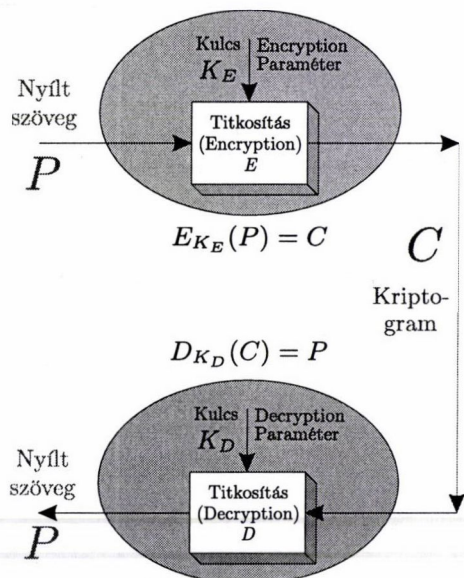 Kulcs
K_E
Encryption
Paraméter
Nyílt
szöveg
P
Titkosítás
(Encryption)
E
E_{K_E}(P) = C
C
Kripto-
gram
D_{K_D}(C) = P
Kulcs
K_D
Decryption
Paraméter
Nyílt
szöveg
P
Titkosítás
(Decryption)
D